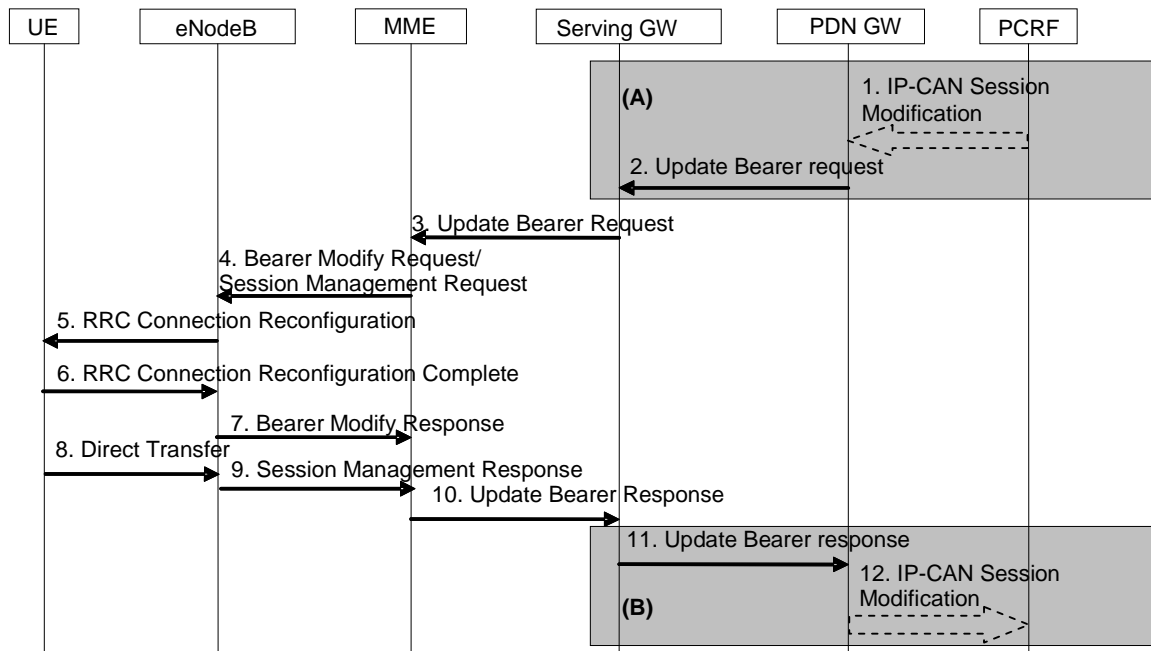 UE eNodeB MME Serving GW PDN GW PCRF
(A)
1. IP-CAN Session
Modification
2. Update Bearer request
3. Update Bearer Request
4. Bearer Modify Request/
Session Management Request
5. RRC Connection Reconfiguration
6. RRC Connection Reconfiguration Complete
7. Bearer Modify Response
8. Direct Transfer
9. Session Management Response
10. Update Bearer Response
11. Update Bearer response
12. IP-CAN Session
Modification
(B)